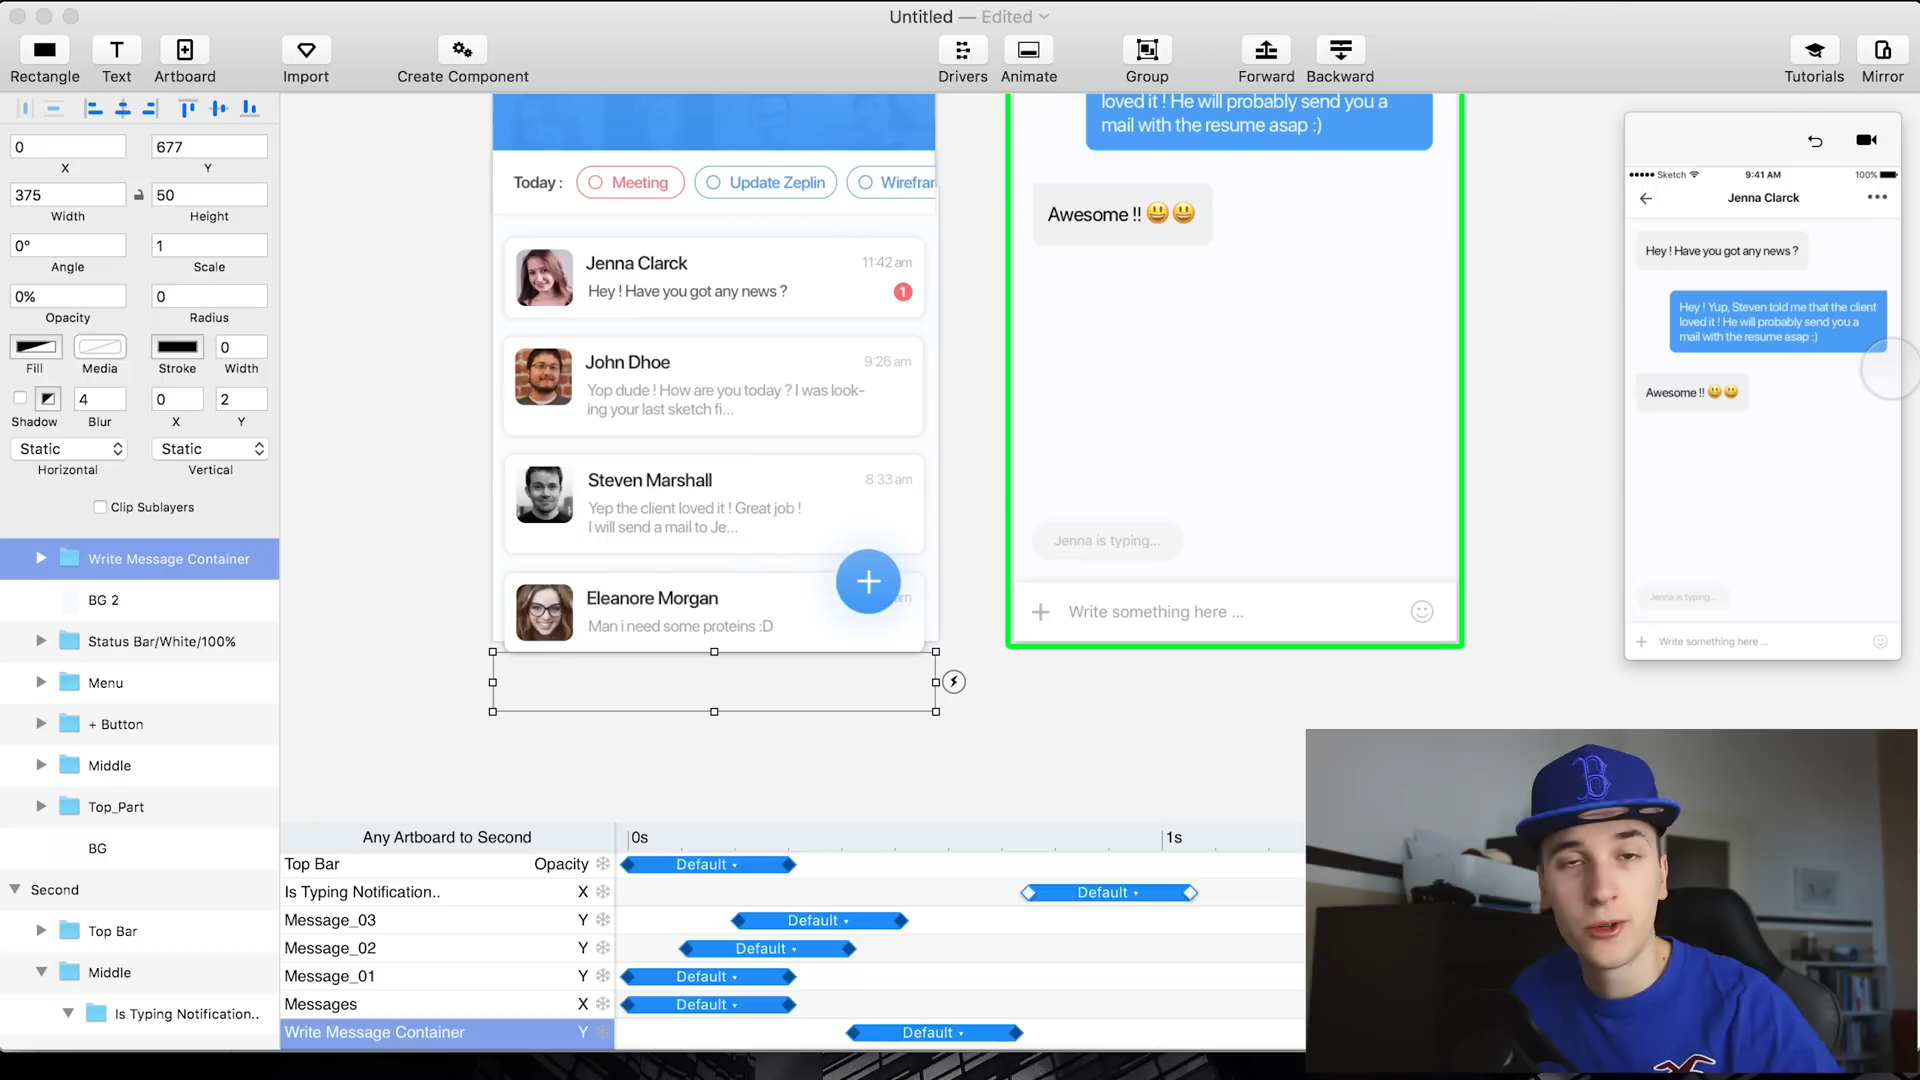 Untitled — Edited
Rectangle
Text
Artboard
Import
Create Component
Drivers
Animate
Group
Forward
Backward
Tutorials
Mirror
0
677
X
Y
375
50
Width
Height
0°
1
Angle
Scale
0%
0
Opacity
Radius
0
Fill
Media
Stroke
Width
4
0
2
Shadow
Blur
X
Y
Static
Static
Horizontal
Vertical
Clip Sublayers
Write Message Container
BG 2
Status Bar/White/100%
Menu
+ Button
Middle
Top_Part
BG
Second
Top Bar
Middle
Is Typing Notification..
Today :
Meeting
Update Zeplin
Wirefran
Jenna Clarck
11:42 am
Hey ! Have you got any news ?
1
John Dhoe
9:26 am
Yop dude ! How are you today ? I was look-
ing your last sketch fi...
Steven Marshall
8:33 am
Yep the client loved it ! Great job !
I will send a mail to Je...
Eleanore Morgan
am
Man i need some proteins :D
loved it ! He will probably send you a
mail with the resume asap :)
Awesome !! 😃😃
Jenna is typing...
Write something here ...
Sketch
9:41 AM
100%
Jenna Clarck
Hey ! Have you got any news ?
Hey ! Yup, Steven told me that the client
loved it ! He will probably send you a
mail with the resume asap :)
Awesome !! 😃😃
Jenna is typing...
Write something here ...
Any Artboard to Second
0s
1s
Top Bar Opacity Default
Is Typing Notification.. X Default
Message_03 Y Default
Message_02 Y Default
Message_01 Y Default
Messages X Default
Write Message Container Y Default
B